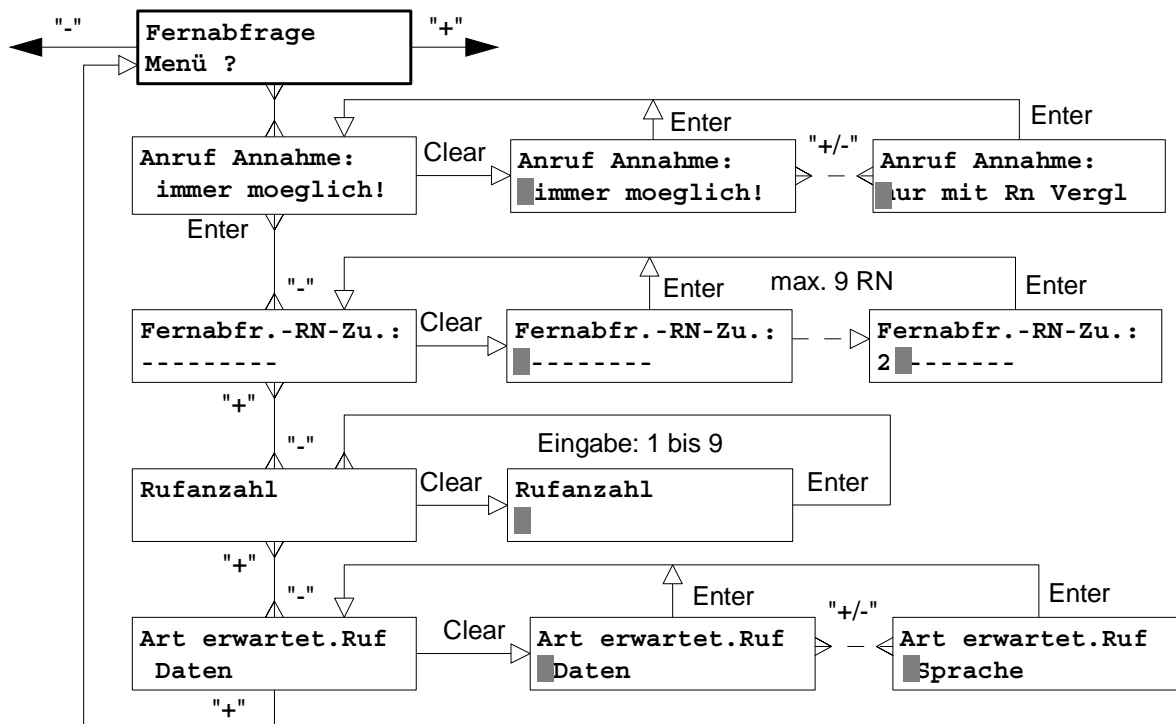 "-"
Fernabfrage
Menü ?
"+"
Anruf Annahme:
immer moeglich!
Clear
Anruf Annahme:
immer moeglich!
Enter
"+/-"
Anruf Annahme:
nur mit Rn Vergl
Enter
Enter
"-"
Fernabfr.-RN-Zu.:
---------
Clear
Fernabfr.-RN-Zu.:
--------
Enter
max. 9 RN
Fernabfr.-RN-Zu.:
2 -------
Enter
"+"
"-"
Rufanzahl
Clear
Rufanzahl
Eingabe: 1 bis 9
Enter
"+"
"-"
Art erwartet.Ruf
Daten
Clear
Art erwartet.Ruf
Daten
Enter
"+/-"
Art erwartet.Ruf
Sprache
Enter
"+"